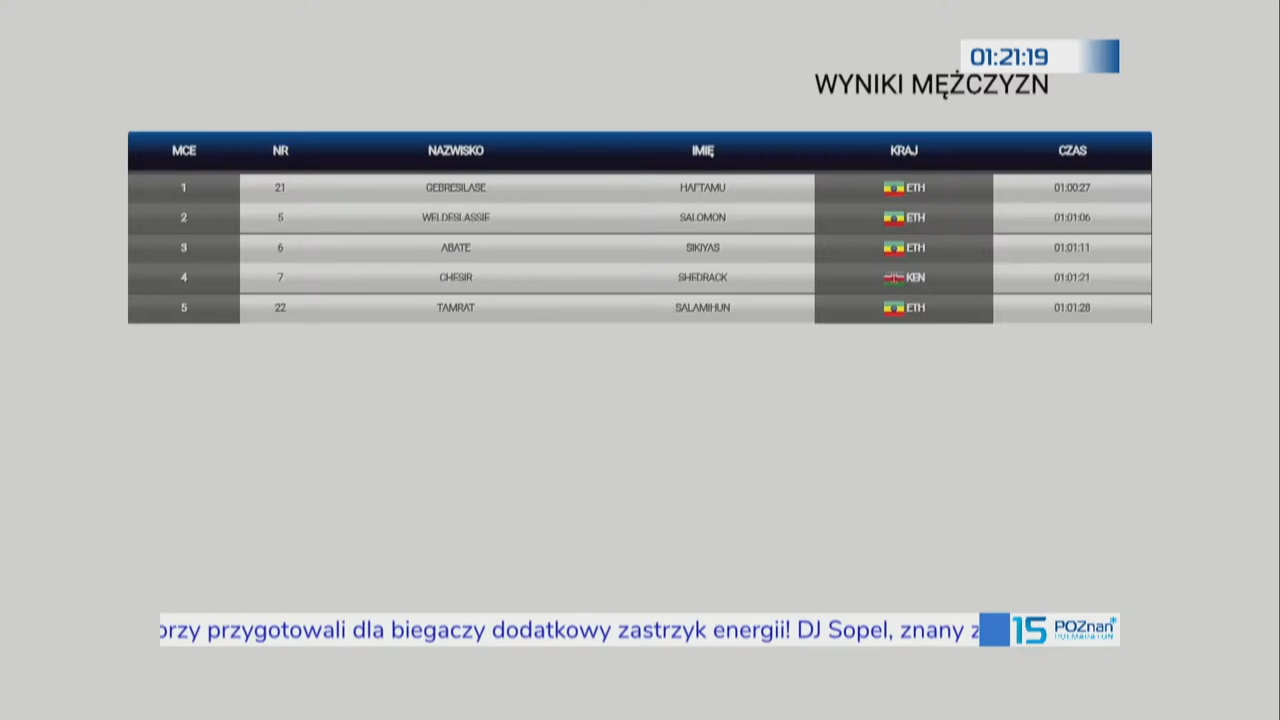 01:21:19
WYNIKI MĘŻCZYZN
MCE NR NAZWISKO IMIĘ KRAJ CZAS
1 21 GEBRESILASE HAFTAMU ETH 01:00:27
2 5 WELDESLASSIE SALOMON ETH 01:01:06
3 6 ABATE SIKIYAS ETH 01:01:11
4 7 CHESIR SHEDRACK KEN 01:01:21
5 22 TAMRAT SALAMIHUN ETH 01:01:28
orzy przygotowali dla biegaczy dodatkowy zastrzyk energii! DJ Sopel, znany z
15 POZnan*
PÓŁMARATON